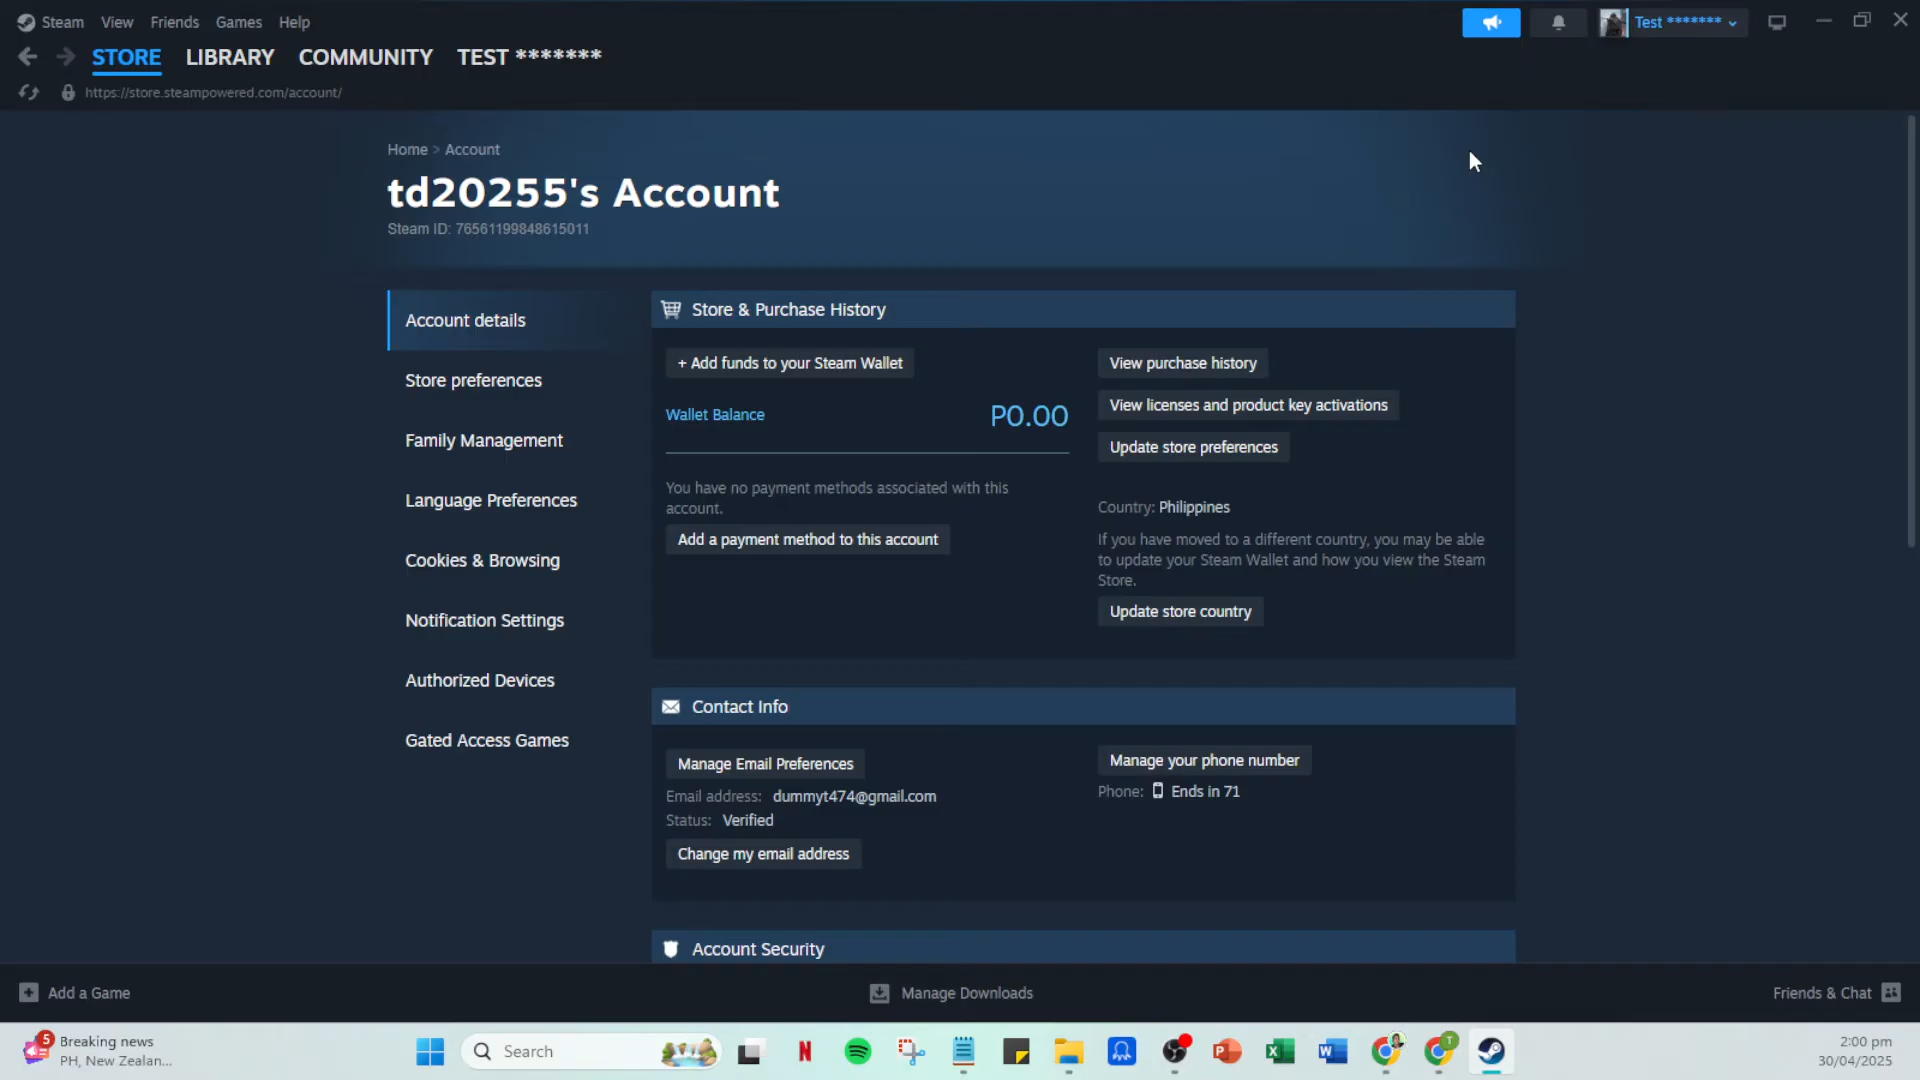 Steam View Friends Games Help
Test *******
STORE LIBRARY COMMUNITY TEST *******
https://store.steampowered.com/account/
Home > Account
td20255's Account
Steam ID: 76561199848615011
Account details
Store preferences
Family Management
Language Preferences
Cookies & Browsing
Notification Settings
Authorized Devices
Gated Access Games
Store & Purchase History
+ Add funds to your Steam Wallet
Wallet Balance P0.00
You have no payment methods associated with this
account.
Add a payment method to this account
View purchase history
View licenses and product key activations
Update store preferences
Country: Philippines
If you have moved to a different country, you may be able
to update your Steam Wallet and how you view the Steam
Store.
Update store country
Contact Info
Manage Email Preferences
Email address: dummyt474@gmail.com
Status: Verified
Change my email address
Manage your phone number
Phone: Ends in 71
Account Security
Add a Game
Manage Downloads
Friends & Chat
5
Breaking news
PH, New Zealan...
Search
N
P
X
W
T
2:00 pm
30/04/2025